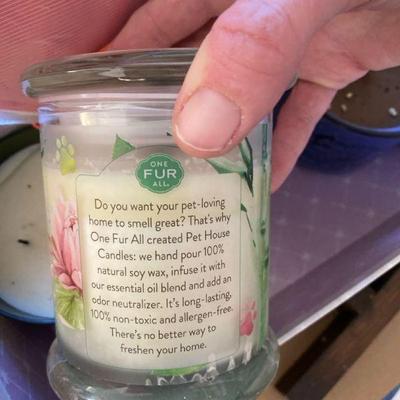 ONE
FUR
ALL
Do you want your pet-loving
home to smell great? That's why
One Fur All created Pet House
Candles: we hand pour 100%
natural soy wax, infuse it with
our essential oil blend and add an
odor neutralizer. It's long-lasting,
100% non-toxic and allergen-free.
There's no better way to
freshen your home.